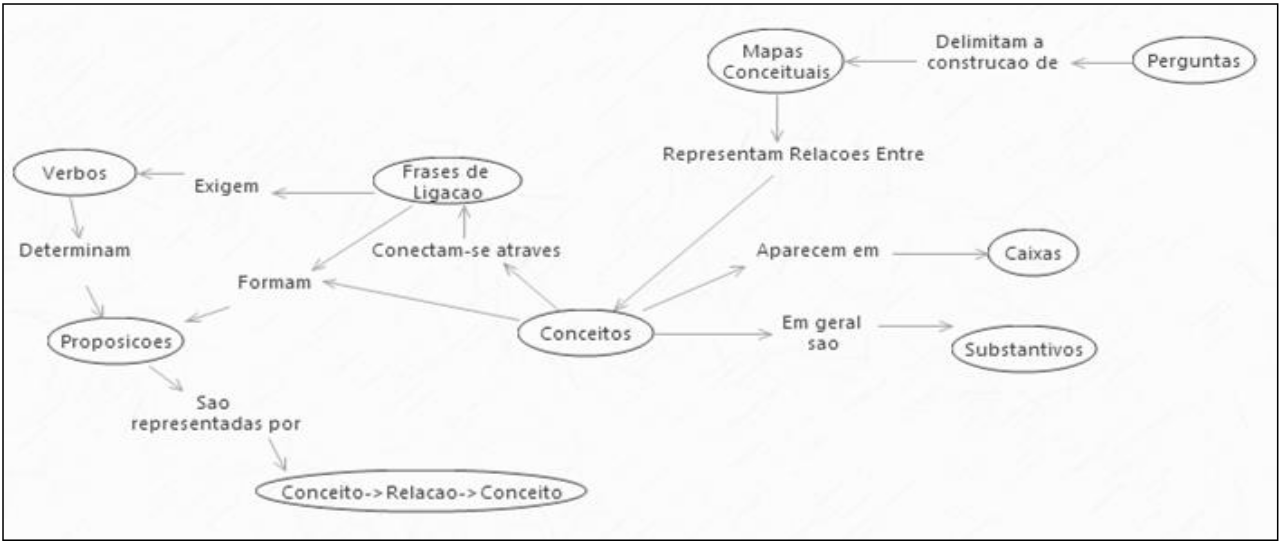 Mapas
Conceituais
Delimitam a
construcao de
Perguntas
Representam Relacoes Entre
Verbos
Exigem
Frases de
Ligacao
Determinam
Conectam-se atraves
Aparecem em
Caixas
Formam
Proposicoes
Conceitos
Em geral
sao
Substantivos
Sao
representadas por
Conceito->Relacao->Conceito